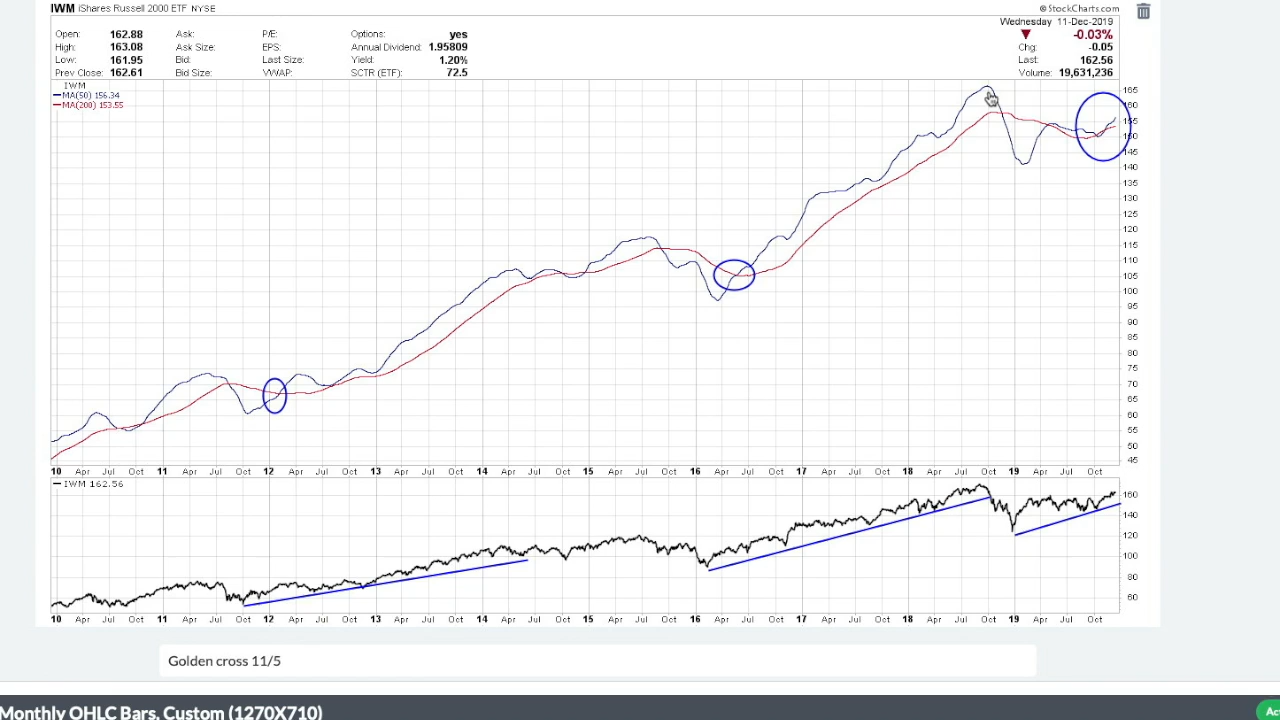 IWM iShares Russell 2000 ETF NYSE
© StockCharts.com
Wednesday 11-Dec-2019
Open: 162.88 Ask: P/E: Options: yes ▼ -0.03%
High: 163.08 Ask Size: EPS: Annual Dividend: 1.95809 Chg: -0.05
Low: 161.95 Bid: Last Size: Yield: 1.20% Last: 162.56
Prev Close: 162.61 Bid Size: VWAP: SCTR (ETF): 72.5 Volume: 19,631,236
IWM
MA(50) 156.34
MA(200) 153.55
165
160
155
150
145
140
135
130
125
120
115
110
105
100
95
90
85
80
75
70
65
60
55
50
45
10 Apr Jul Oct 11 Apr Jul Oct 12 Apr Jul Oct 13 Apr Jul Oct 14 Apr Jul Oct 15 Apr Jul Oct 16 Apr Jul Oct 17 Apr Jul Oct 18 Apr Jul Oct 19 Apr Jul Oct
IWM 162.56
160
140
120
100
80
60
10 Apr Jul Oct 11 Apr Jul Oct 12 Apr Jul Oct 13 Apr Jul Oct 14 Apr Jul Oct 15 Apr Jul Oct 16 Apr Jul Oct 17 Apr Jul Oct 18 Apr Jul Oct 19 Apr Jul Oct
Golden cross 11/5
Monthly OHLC Bars, Custom (1270X710)